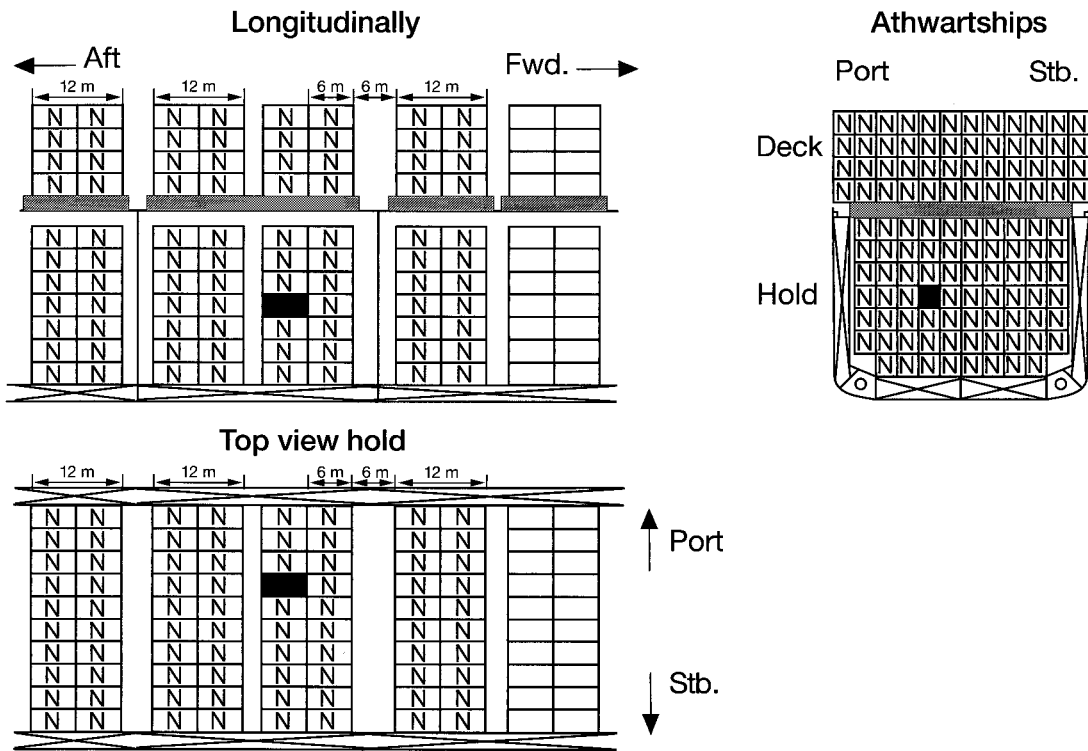 Longitudinally
Aft
Fwd.
12 m 12 m 6 m 6 m 12 m
N N N N N N N N
N N N N N N N N
N N N N N N N N
N N N N N N N N
N N N N N N N N
N N N N N N N N
N N N N N N N N
N N N N N N N
N N N N N N N N
N N N N N N N N
N N N N N N N N
Athwartships
Port Stb.
Deck
N N N N N N N N N N N N
N N N N N N N N N N N N
N N N N N N N N N N N N
N N N N N N N N N N N N
Hold
N N N N N N N N N N
N N N N N N N N N N
N N N N N N N N N N
N N N N N N N N N
N N N N N N N N N N
N N N N N N N N N N
N N N N N N N N
Top view hold
12 m 12 m 6 m 6 m 12 m
N N N N N N N N
N N N N N N N N
N N N N N N N N
N N N N N N N
N N N N N N N N
N N N N N N N N
N N N N N N N N
N N N N N N N N
N N N N N N N N
N N N N N N N N
Port
Stb.